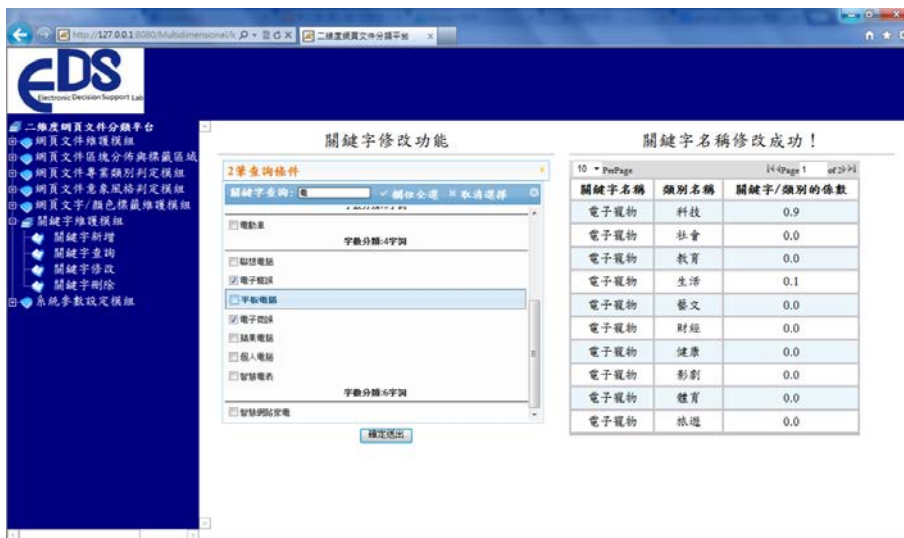 http://127.0.0.1:8080/Multidimensional/k
二維度網頁文件分類平台
EDS
Electronic Decision Support Lab
二維度網頁文件分類平台
網頁文件維護模組
網頁文件區塊分佈與標籤區域
網頁文件專業類別判定模組
網頁文件意象風格判定模組
網頁文字/顏色標籤維護模組
關鍵字維護模組
關鍵字新增
關鍵字查詢
關鍵字修改
關鍵字刪除
系統參數設定模組
關鍵字修改功能
2筆查詢條件
關鍵字查詢: 電 欄位全選 取消選擇
電動車
字數分類:4字詞
聯想電腦
平板電腦
蘋果電腦
個人電腦
智慧電表
字數分類:6字詞
確定送出
關鍵字名稱修改成功！
10 PerPage Page 1 of 2
關鍵字名稱 類別名稱 關鍵字/類別的係數
電子寵物 科技 0.9
電子寵物 社會 0.0
電子寵物 教育 0.0
電子寵物 生活 0.1
電子寵物 藝文 0.0
電子寵物 財經 0.0
電子寵物 健康 0.0
電子寵物 影劇 0.0
電子寵物 體育 0.0
電子寵物 旅遊 0.0